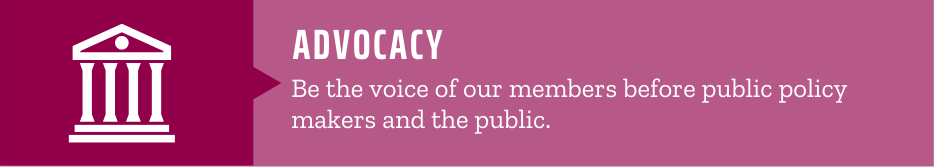 ADVOCACY
Be the voice of our members before public policy
makers and the public.